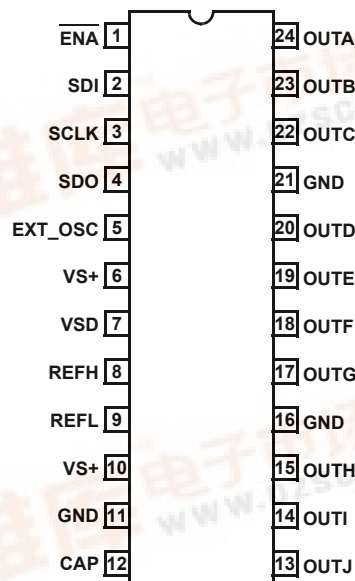 ENA 1 24 OUTA
SDI 2 23 OUTB
SCLK 3 22 OUTC
SDO 4 21 GND
EXT_OSC 5 20 OUTD
VS+ 6 19 OUTE
VSD 7 18 OUTF
REFH 8 17 OUTG
REFL 9 16 GND
VS+ 10 15 OUTH
GND 11 14 OUTI
CAP 12 13 OUTJ